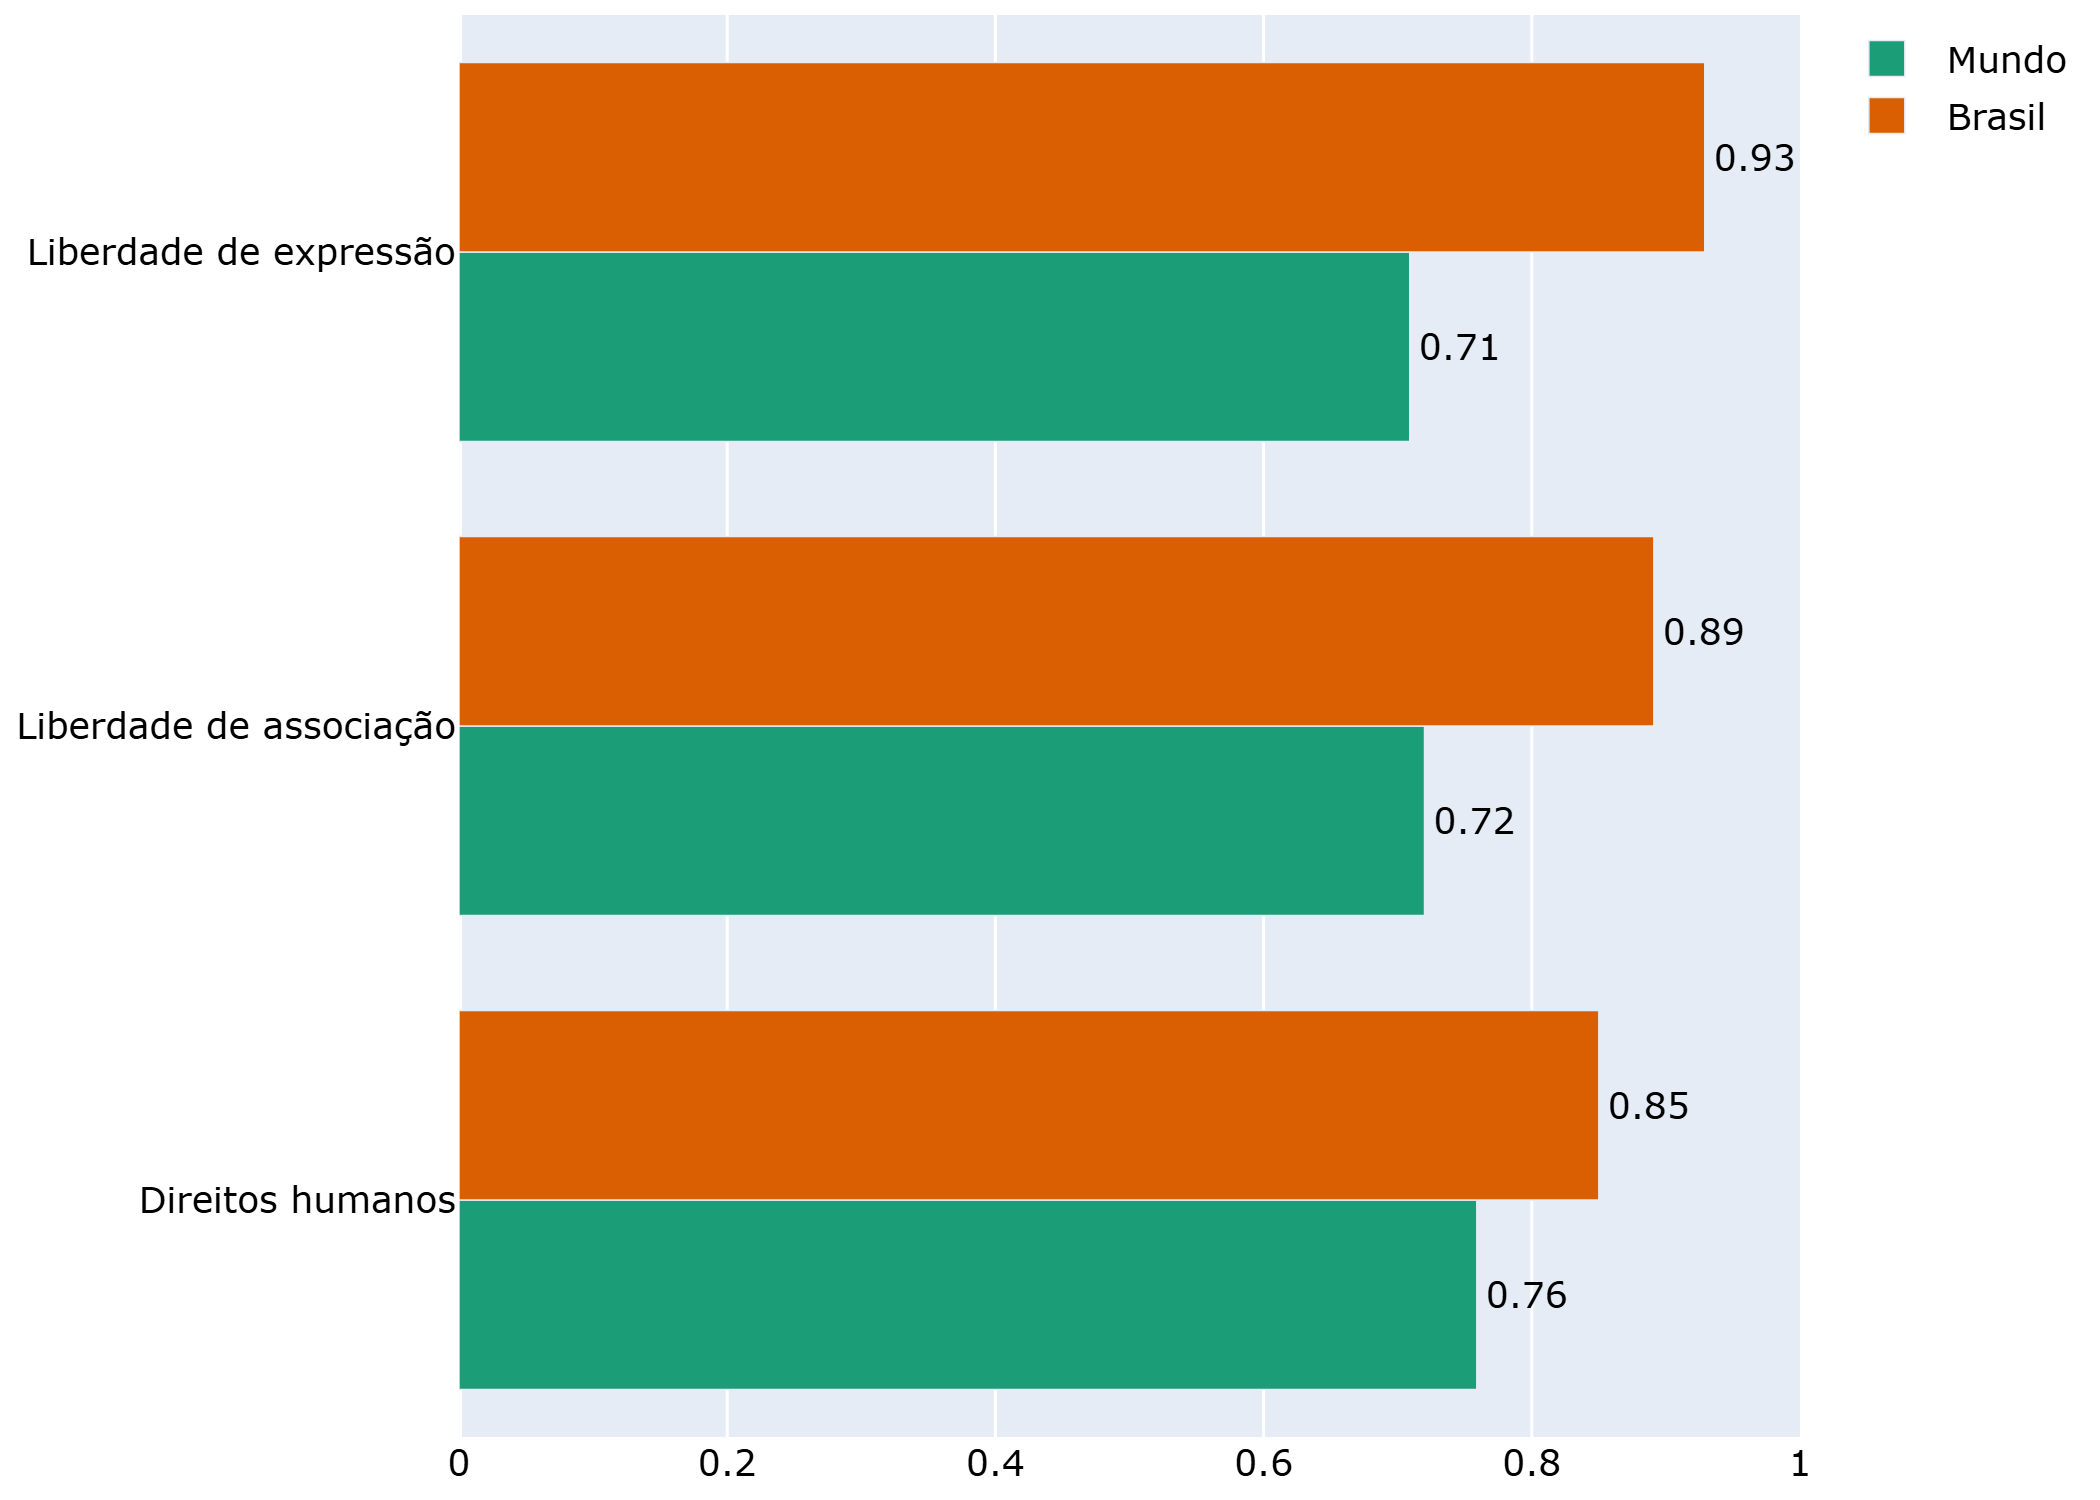 Mundo
Brasil
Liberdade de expressão
0.93
0.71
Liberdade de associação
0.89
0.72
Direitos humanos
0.85
0.76
0 0.2 0.4 0.6 0.8 1